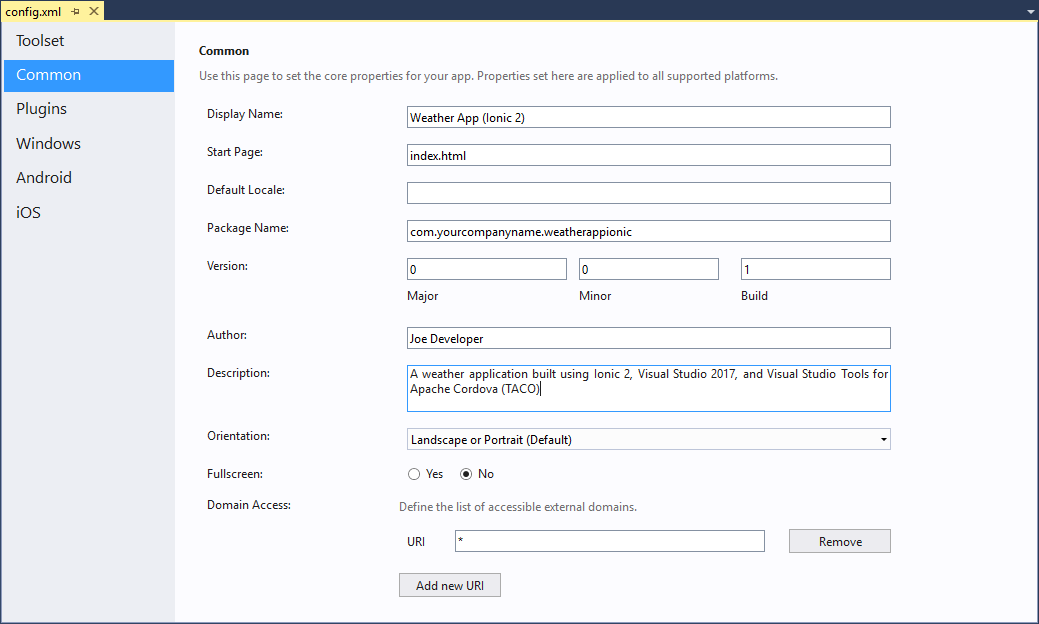 config.xml
Toolset
Common
Plugins
Windows
Android
iOS
Common
Use this page to set the core properties for your app. Properties set here are applied to all supported platforms.
Display Name:
Weather App (Ionic 2)
Start Page:
index.html
Default Locale:
Package Name:
com.yourcompanyname.weatherappionic
Version:
0
0
1
Major
Minor
Build
Author:
Joe Developer
Description:
A weather application built using Ionic 2, Visual Studio 2017, and Visual Studio Tools for
Apache Cordova (TACO)
Orientation:
Landscape or Portrait (Default)
Fullscreen:
Yes
No
Domain Access:
Define the list of accessible external domains.
URI
*
Remove
Add new URI